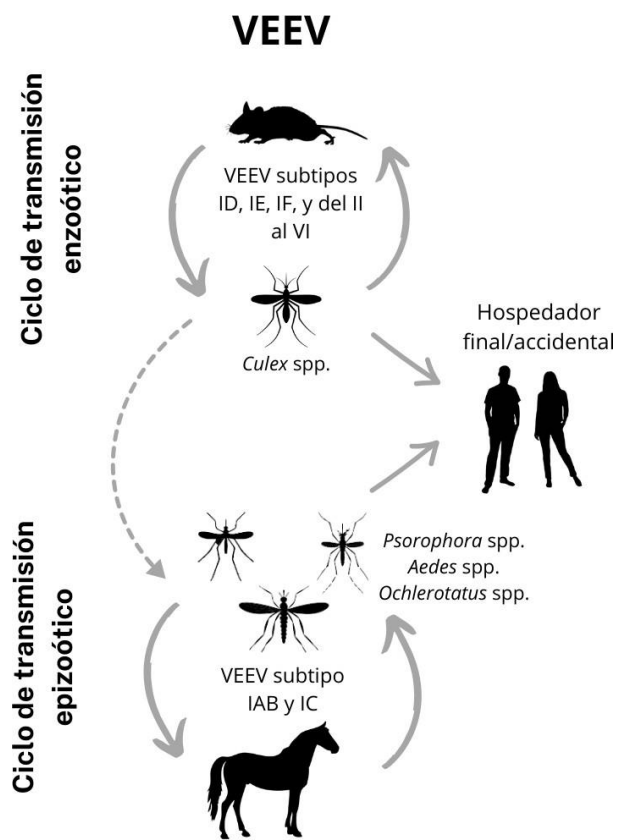 VEEV
Ciclo de transmisión
enzoótico
VEEV subtipos
ID, IE, IF, y del II
al VI
Culex spp.
Hospedador
final/accidental
Ciclo de transmisión
epizoótico
Psorophora spp.
Aedes spp.
Ochlerotatus spp.
VEEV subtipo
IAB y IC